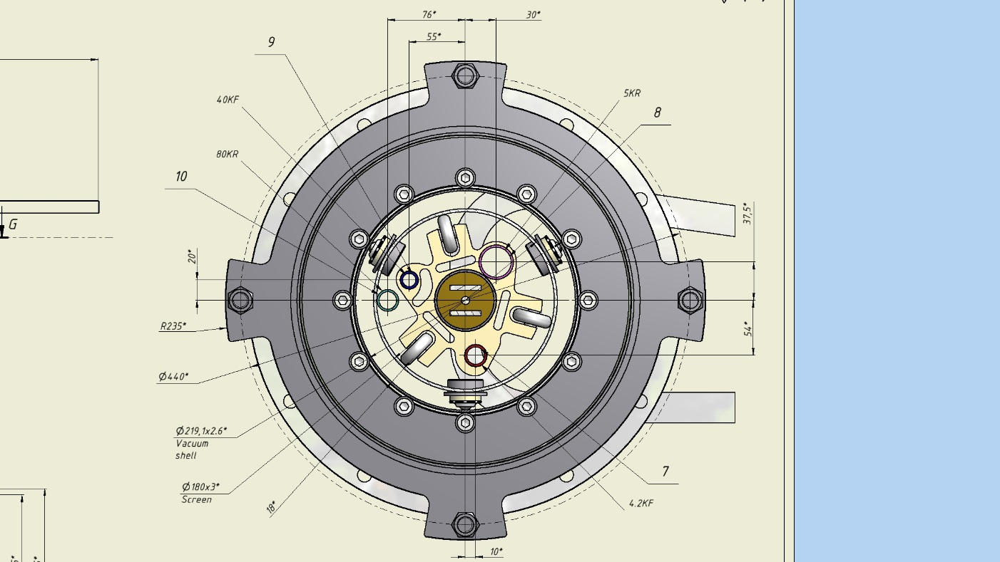 76*
30*
55*
9
40KF
5KR
8
80KR
10
G
37,5*
20*
R235*
54*
Ø440*
Ø219,1x2.6*
Vacuum
shell
Ø180x3*
Screen
18*
7
4.2KF
10*